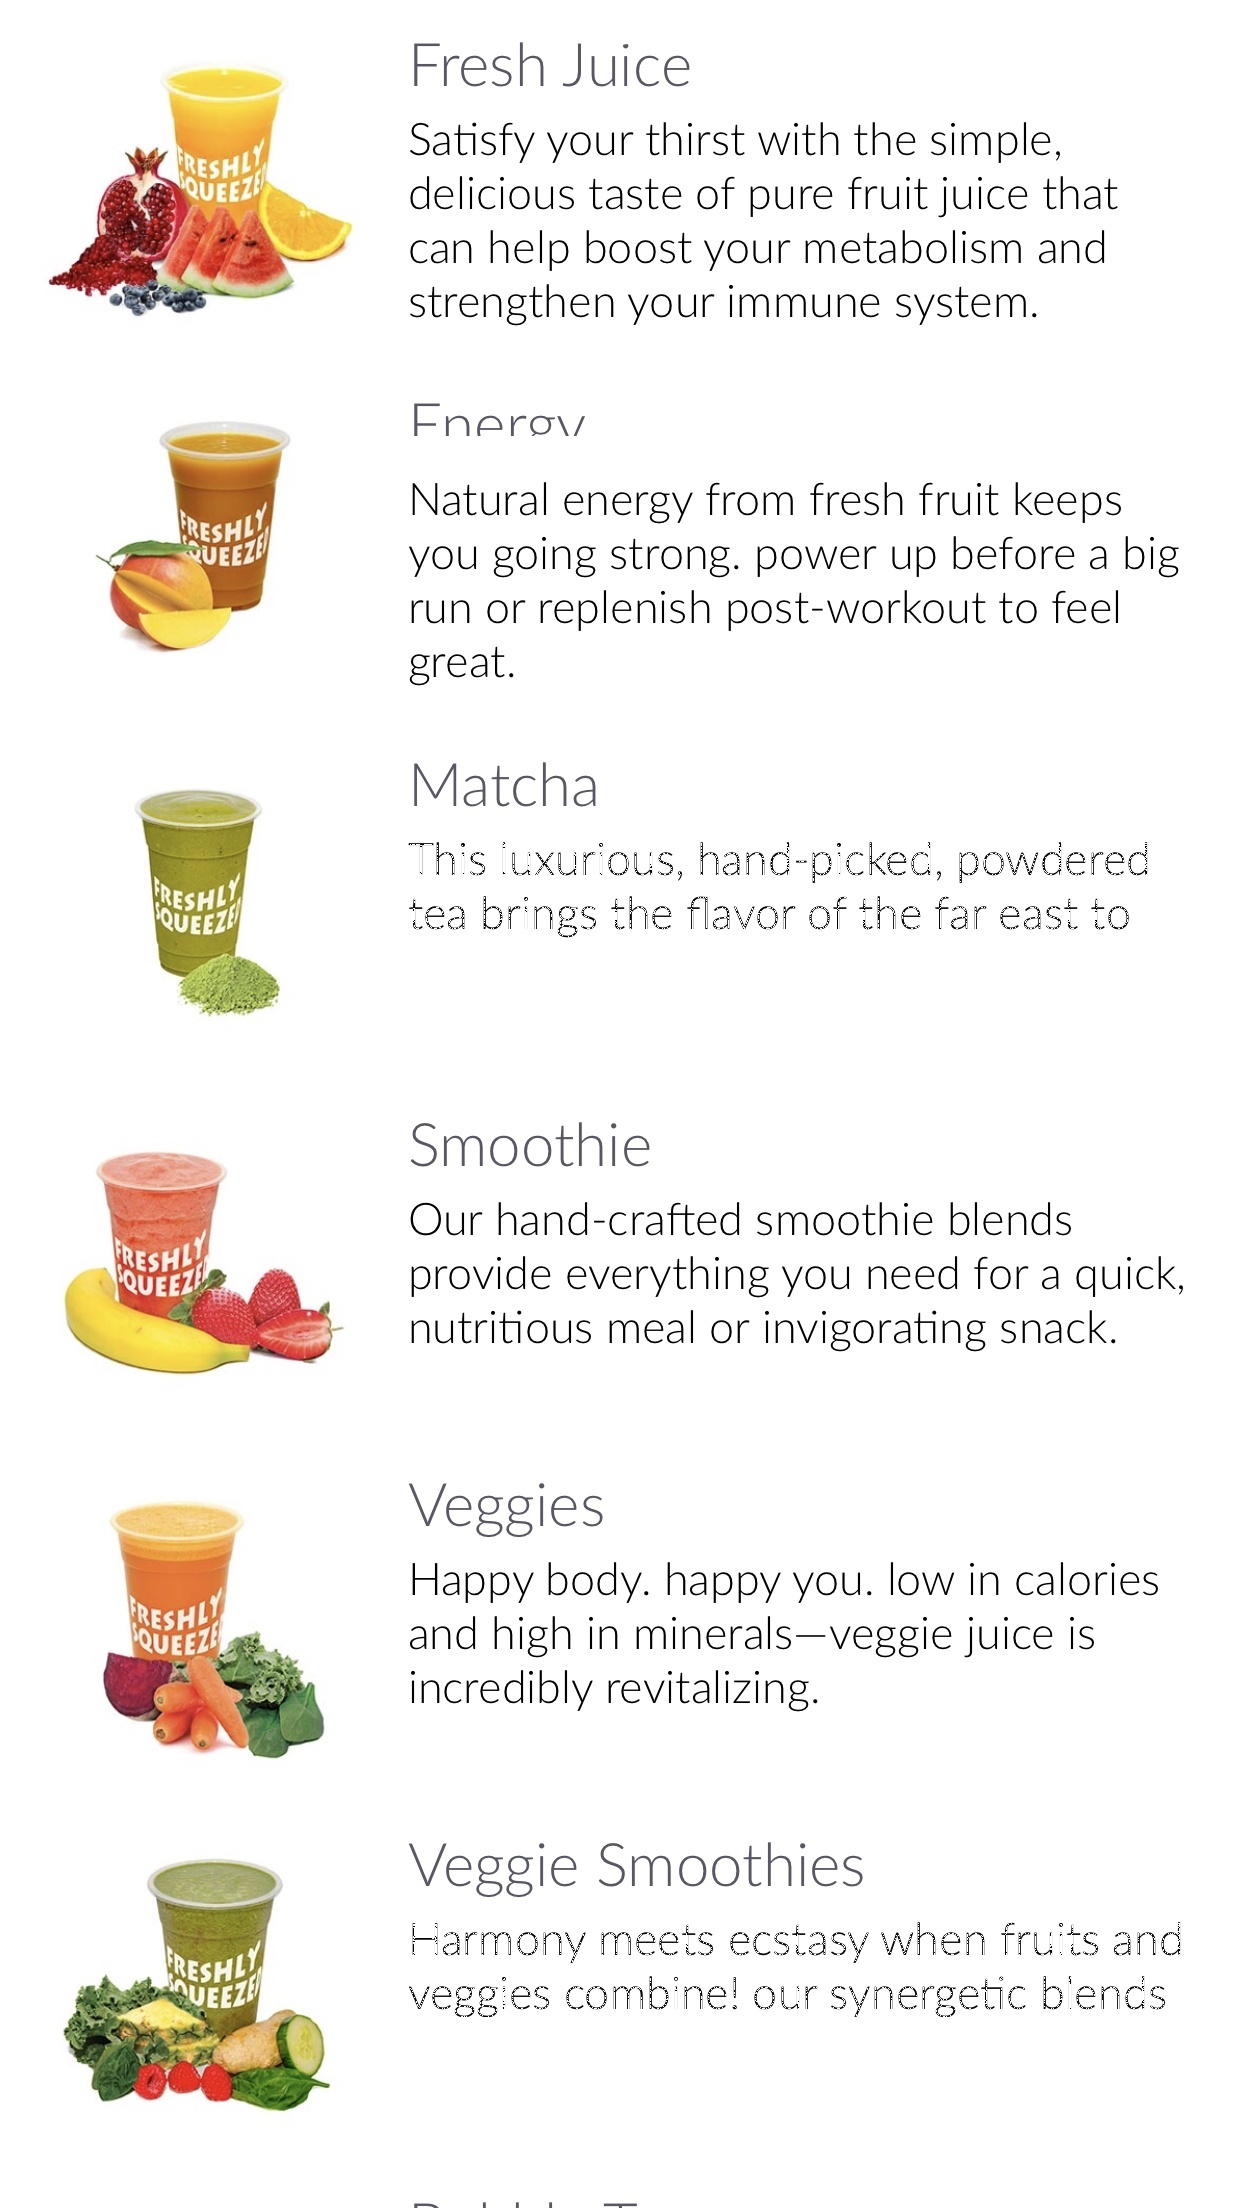 Fresh Juice
Satisfy your thirst with the simple,
delicious taste of pure fruit juice that
can help boost your metabolism and
strengthen your immune system.
FRESHLY
SQUEEZED
Energy
Natural energy from fresh fruit keeps
you going strong. power up before a big
run or replenish post-workout to feel
great.
FRESHLY
SQUEEZED
Matcha
This luxurious, hand-picked, powdered
tea brings the flavor of the far east to
FRESHLY
SQUEEZED
Smoothie
Our hand-crafted smoothie blends
provide everything you need for a quick,
nutritious meal or invigorating snack.
FRESHLY
SQUEEZED
Veggies
Happy body. happy you. low in calories
and high in minerals—veggie juice is
incredibly revitalizing.
FRESHLY
SQUEEZE
Veggie Smoothies
Harmony meets ecstasy when fruits and
veggies combine! our synergetic blends
FRESHLY
SQUEEZED